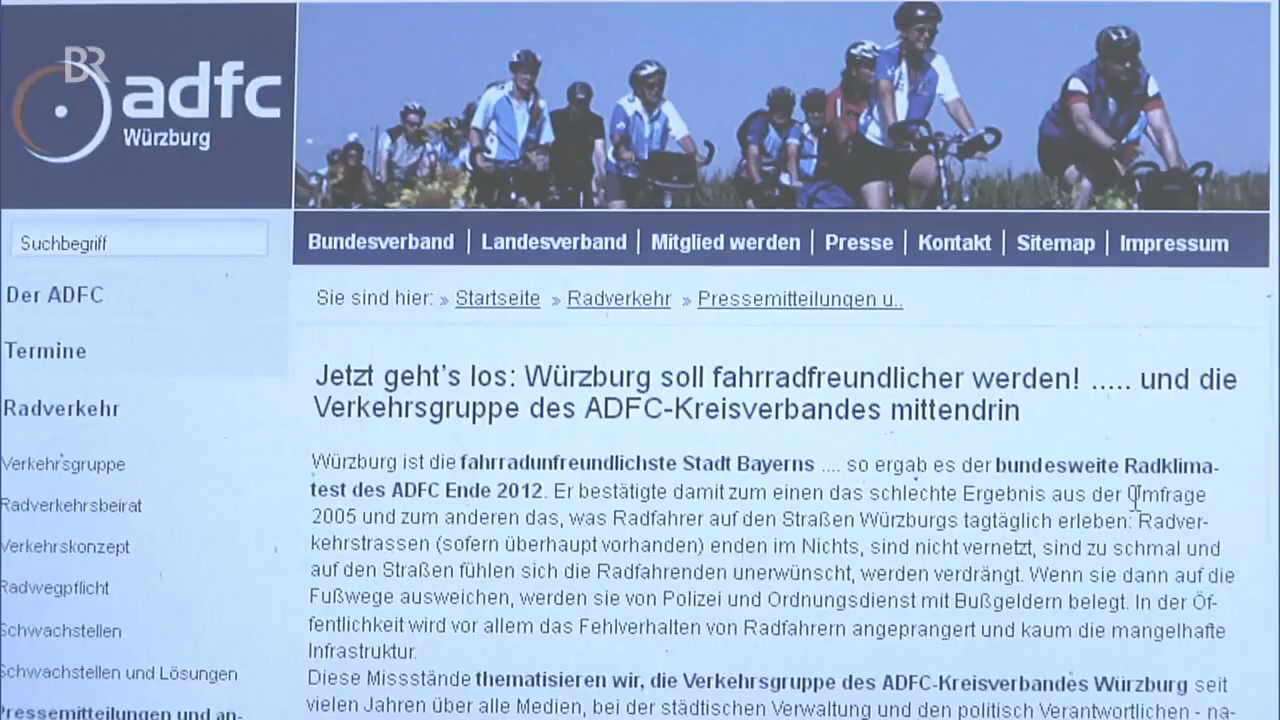 BR
adfc
Würzburg
Suchbegriff
Bundesverband | Landesverband | Mitglied werden | Presse | Kontakt | Sitemap | Impressum
Der ADFC
Termine
Radverkehr
Verkehrsgruppe
Radverkehrsbeirat
Verkehrskonzept
Radwegpflicht
Schwachstellen
Schwachstellen und Lösungen
Pressemitteilungen und an-
Sie sind hier: » Startseite » Radverkehr » Pressemitteilungen u..
Jetzt geht's los: Würzburg soll fahrradfreundlicher werden! ..... und die
Verkehrsgruppe des ADFC-Kreisverbandes mittendrin
Würzburg ist die fahrradunfreundlichste Stadt Bayerns .... so ergab es der bundesweite Radklima-
test des ADFC Ende 2012. Er bestätigte damit zum einen das schlechte Ergebnis aus der Umfrage
2005 und zum anderen das, was Radfahrer auf den Straßen Würzburgs tagtäglich erleben: Radver-
kehrstrassen (sofern überhaupt vorhanden) enden im Nichts, sind nicht vernetzt, sind zu schmal und
auf den Straßen fühlen sich die Radfahrenden unerwünscht, werden verdrängt. Wenn sie dann auf die
Fußwege ausweichen, werden sie von Polizei und Ordnungsdienst mit Bußgeldern belegt. In der Öf-
fentlichkeit wird vor allem das Fehlverhalten von Radfahrern angeprangert und kaum die mangelhafte
Infrastruktur.
Diese Missstände thematisieren wir, die Verkehrsgruppe des ADFC-Kreisverbandes Würzburg seit
vielen Jahren über alle Medien, bei der städtischen Verwaltung und den politisch Verantwortlichen - na-